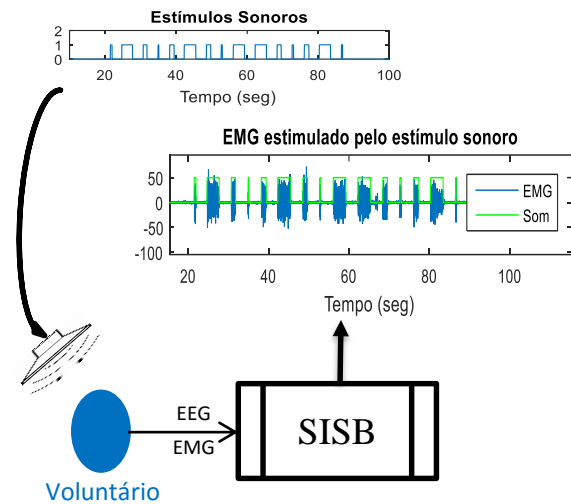 Estímulos Sonoros
2
1
0
20 40 60 80 100
Tempo (seg)
EMG estimulado pelo estímulo sonoro
50
0
-50
-100
EMG
Som
20 40 60 80 100
Tempo (seg)
EEG
EMG
SISB
Voluntário